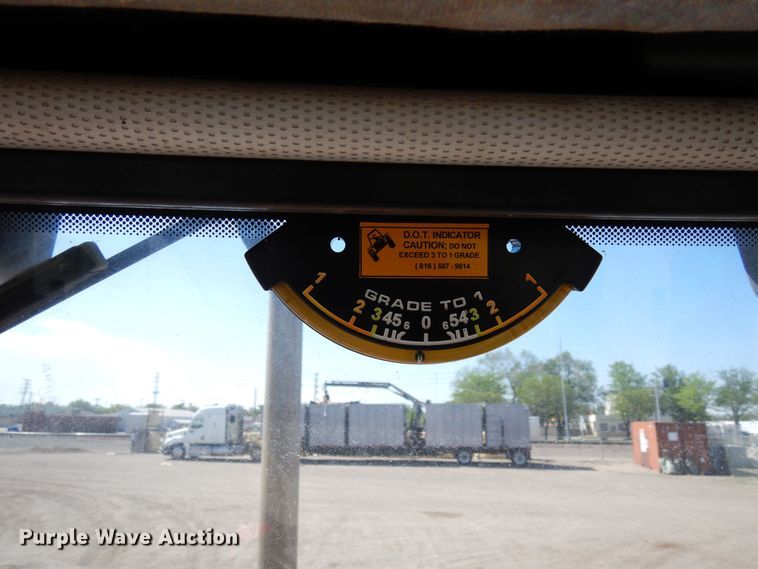 D.O.T. INDICATOR
CAUTION; DO NOT
EXCEED 3 TO 1 GRADE
( 816 ) 587 - 9814
GRADE TO 1
1 2 3 4 5 6 0 6 5 4 3 2 1
Purple Wave Auction